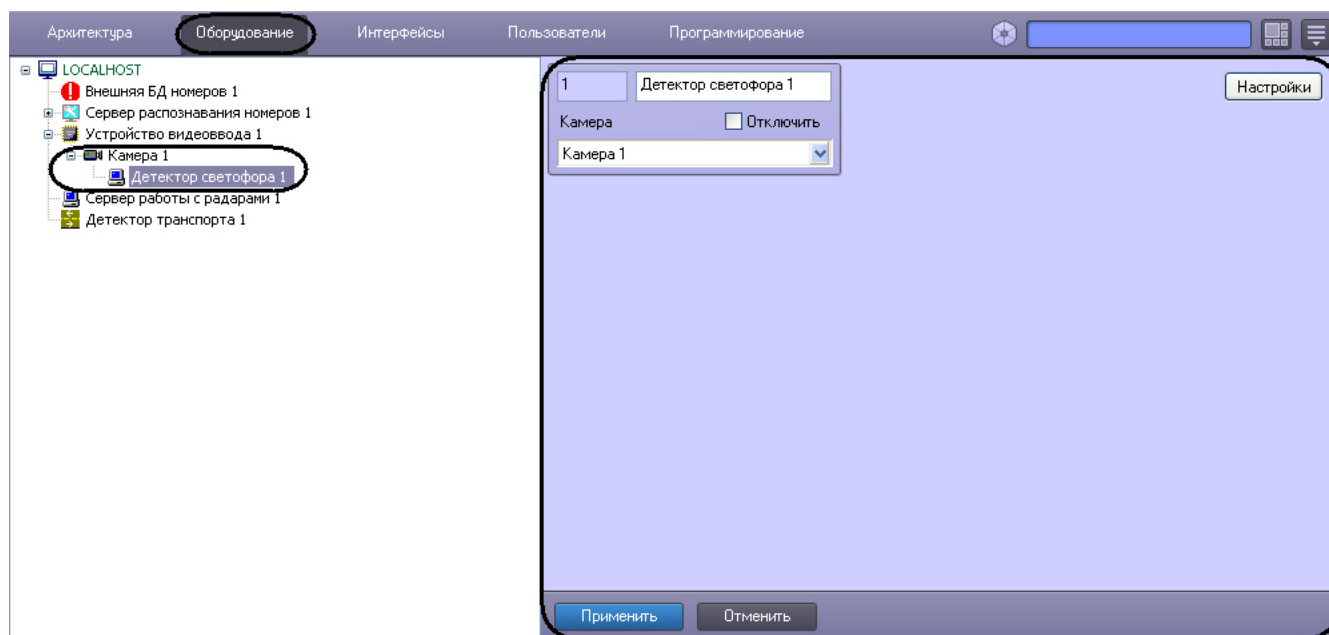 Архитектура Оборудование Интерфейсы Пользователи Программирование
LOCALHOST
Внешняя БД номеров 1
Сервер распознавания номеров 1
Устройство видеоввода 1
Камера 1
Детектор светофора 1
Сервер работы с радарами 1
Детектор транспорта 1
1 Детектор светофора 1
Настройки
Камера Отключить
Камера 1
Применить Отменить